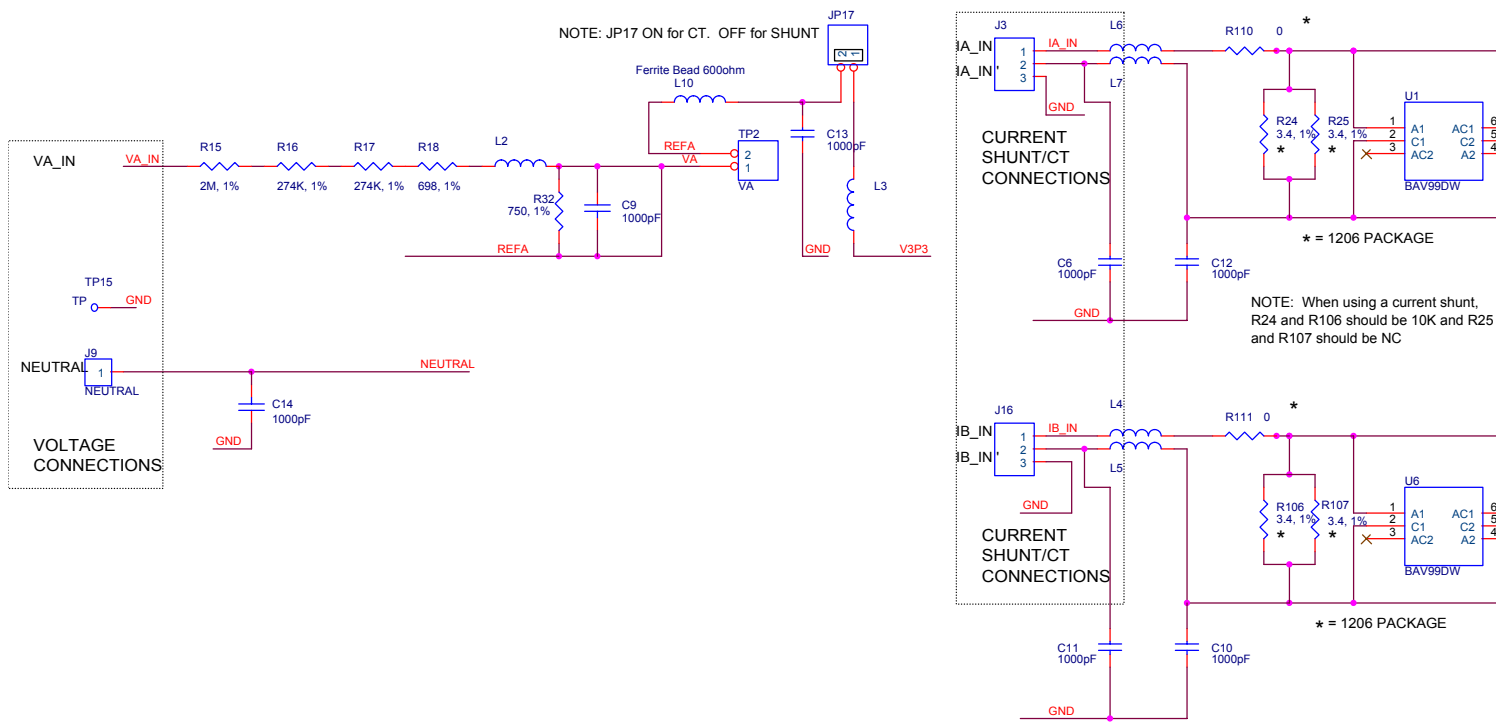 NOTE: JP17 ON for CT.  OFF for SHUNT
JP17
2
1
Ferrite Bead 600ohm
L10
C13
1000pF
TP2
REFA
VA
2
1
VA
L3
GND
V3P3
VA_IN
VA_IN
R15
2M, 1%
R16
274K, 1%
R17
274K, 1%
R18
698, 1%
L2
R32
750, 1%
C9
1000pF
REFA
TP15
TP
GND
J9
NEUTRAL
1
NEUTRAL
NEUTRAL
C14
1000pF
GND
VOLTAGE
CONNECTIONS
J3
IA_IN
IA_IN'
1
2
3
IA_IN
GND
L6
L7
R110
0
*
CURRENT
SHUNT/CT
CONNECTIONS
R24
3.4, 1%
*
R25
3.4, 1%
*
U1
1
2
3
A1
C1
AC2
AC1
C2
A2
6
5
4
BAV99DW
* = 1206 PACKAGE
C6
1000pF
C12
1000pF
GND
NOTE:  When using a current shunt,
R24 and R106 should be 10K and R25
and R107 should be NC
J16
IB_IN
IB_IN'
1
2
3
IB_IN
GND
L4
L5
R111
0
*
CURRENT
SHUNT/CT
CONNECTIONS
R106
3.4, 1%
*
R107
3.4, 1%
*
U6
1
2
3
A1
C1
AC2
AC1
C2
A2
6
5
4
BAV99DW
* = 1206 PACKAGE
C11
1000pF
C10
1000pF
GND